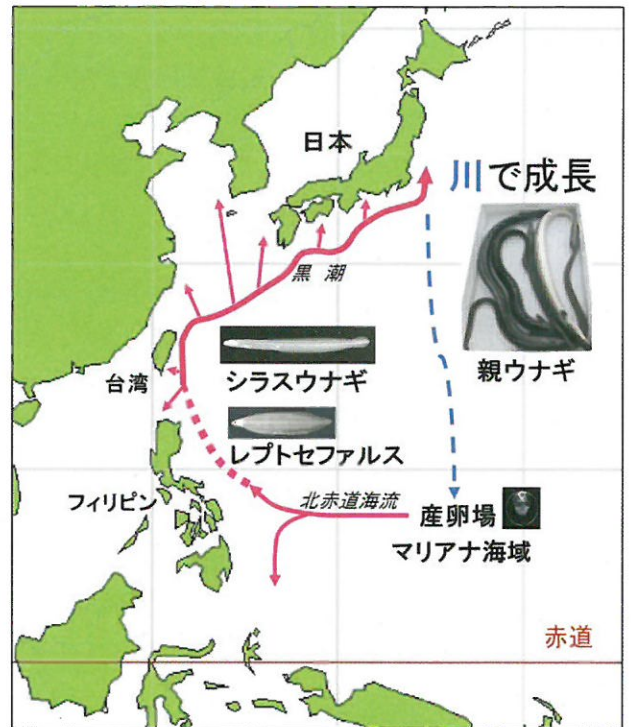 日本
川で成長
黒潮
親ウナギ
シラスウナギ
台湾
レプトセファルス
フィリピン
北赤道海流
産卵場
マリアナ海域
赤道